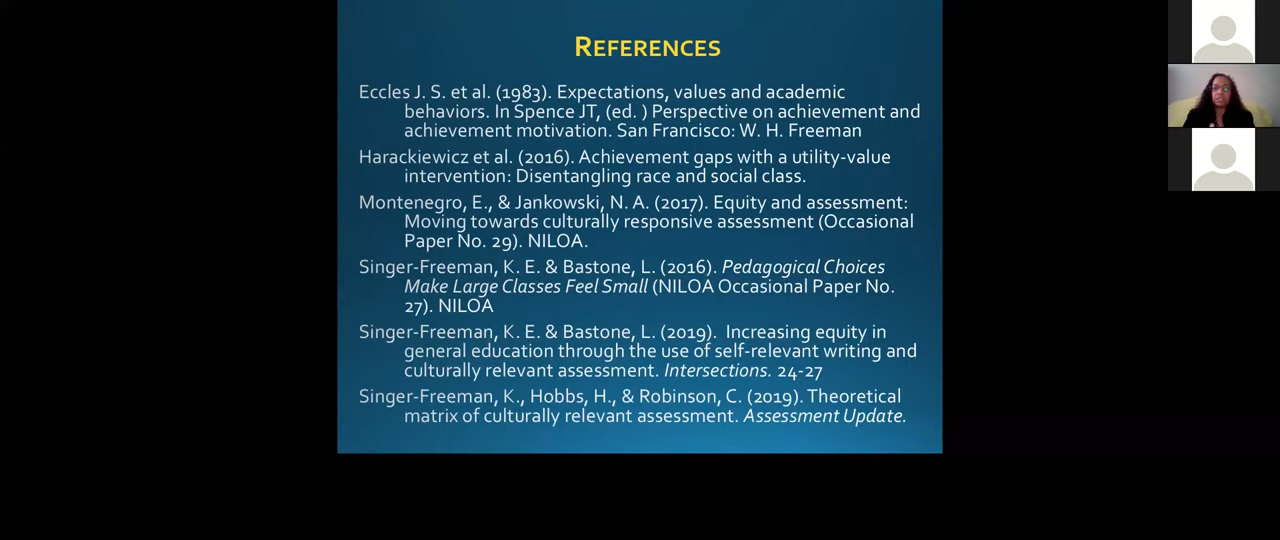 REFERENCES
Eccles J. S. et al. (1983). Expectations, values and academic
behaviors. In Spence JT, (ed. ) Perspective on achievement and
achievement motivation. San Francisco: W. H. Freeman
Harackiewicz et al. (2016). Achievement gaps with a utility-value
intervention: Disentangling race and social class.
Montenegro, E., & Jankowski, N. A. (2017). Equity and assessment:
Moving towards culturally responsive assessment (Occasional
Paper No. 29). NILOA.
Singer-Freeman, K. E. & Bastone, L. (2016). Pedagogical Choices
Make Large Classes Feel Small (NILOA Occasional Paper No.
27). NILOA
Singer-Freeman, K. E. & Bastone, L. (2019). Increasing equity in
general education through the use of self-relevant writing and
culturally relevant assessment. Intersections. 24-27
Singer-Freeman, K., Hobbs, H., & Robinson, C. (2019). Theoretical
matrix of culturally relevant assessment. Assessment Update.